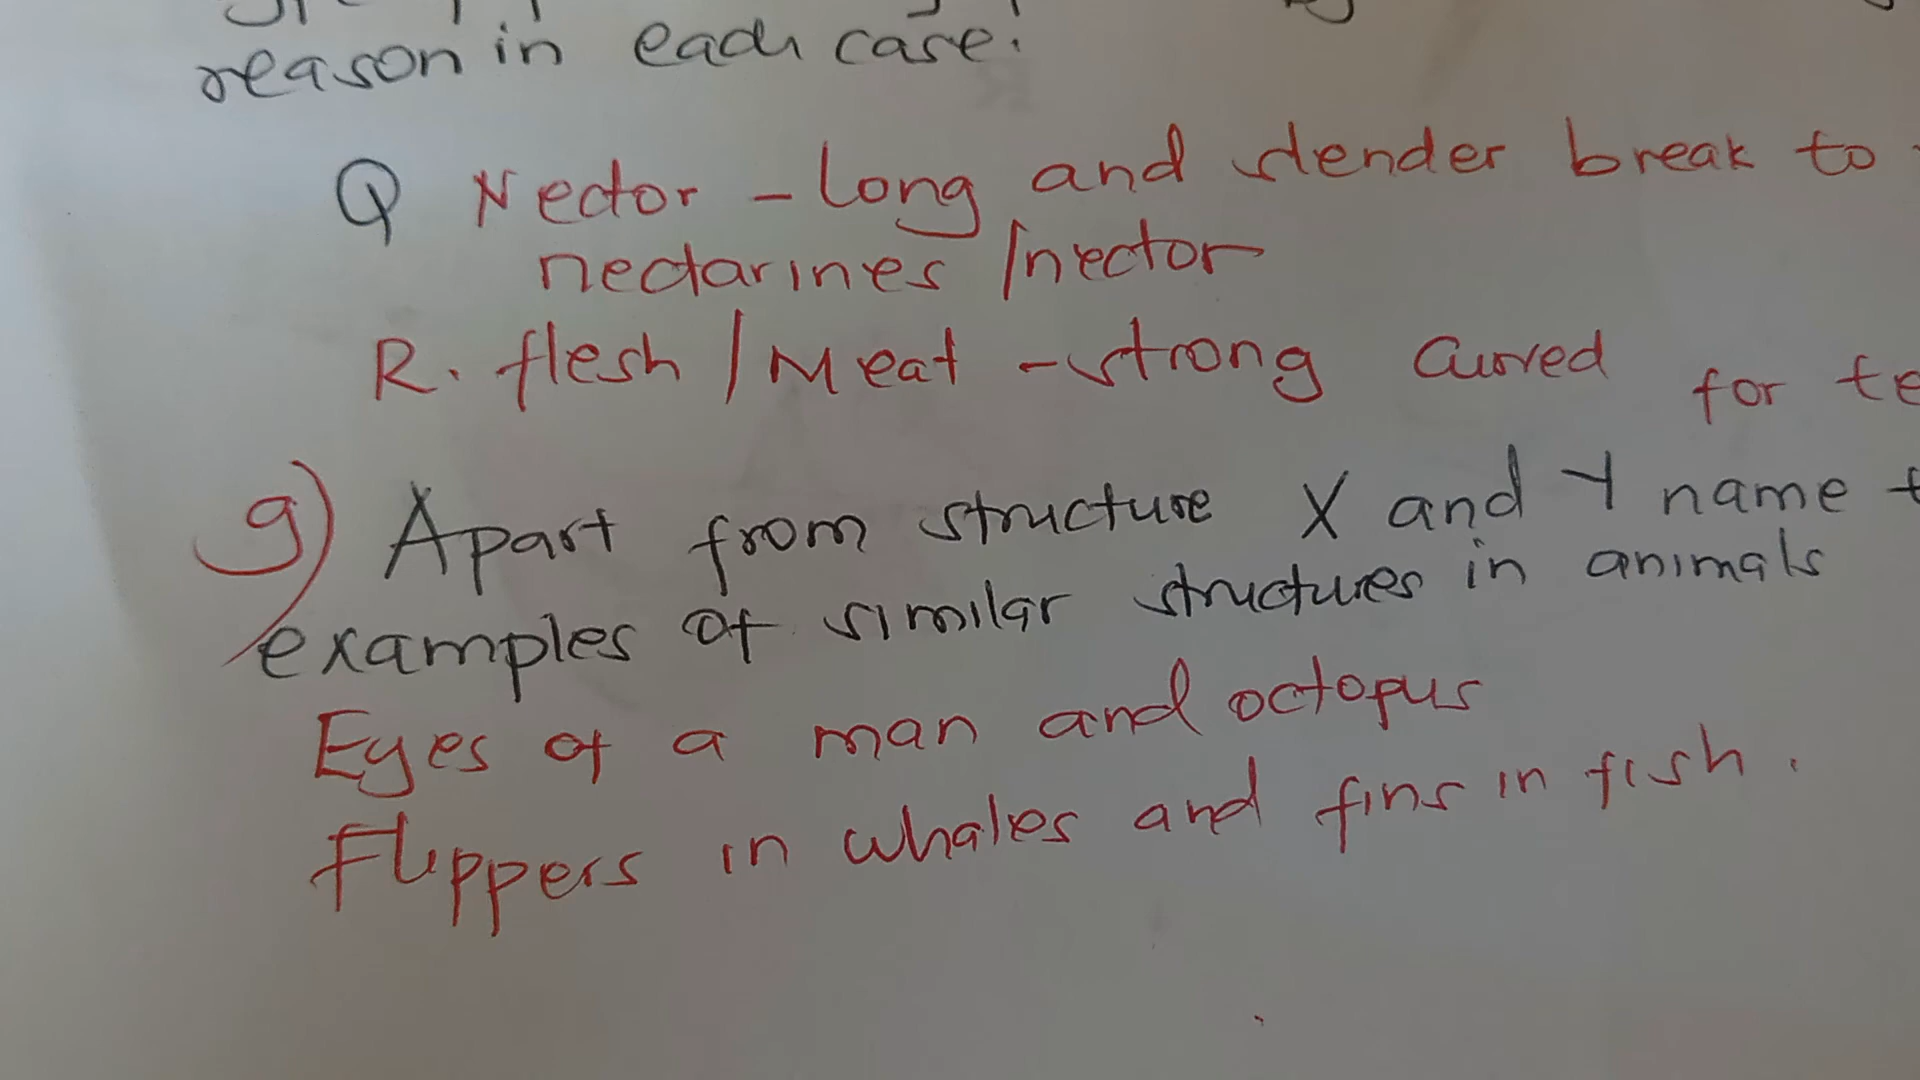 reason in each case.
Q Nector - long and slender break to
nectarines / nector
R. flesh / Meat - strong curved for te
g) Apart from structure X and Y name t
examples of similar structures in animals
Eyes of a man and octopus
Flippers in whales and fins in fish.